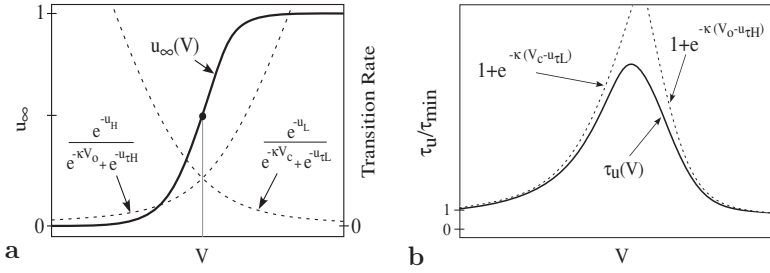 1
u∞(V)
u∞
∞
Transition Rate
e^-u_H
e^-κV_o + e^-u_τH
e^-u_L
e^-κV_c + e^-u_τL
0
0
V
a
1+e^-κ(V_c-u_τL)
1+e^-κ(V_o-u_τH)
τ_u/τ_min
τ_u(V)
1
0
V
b